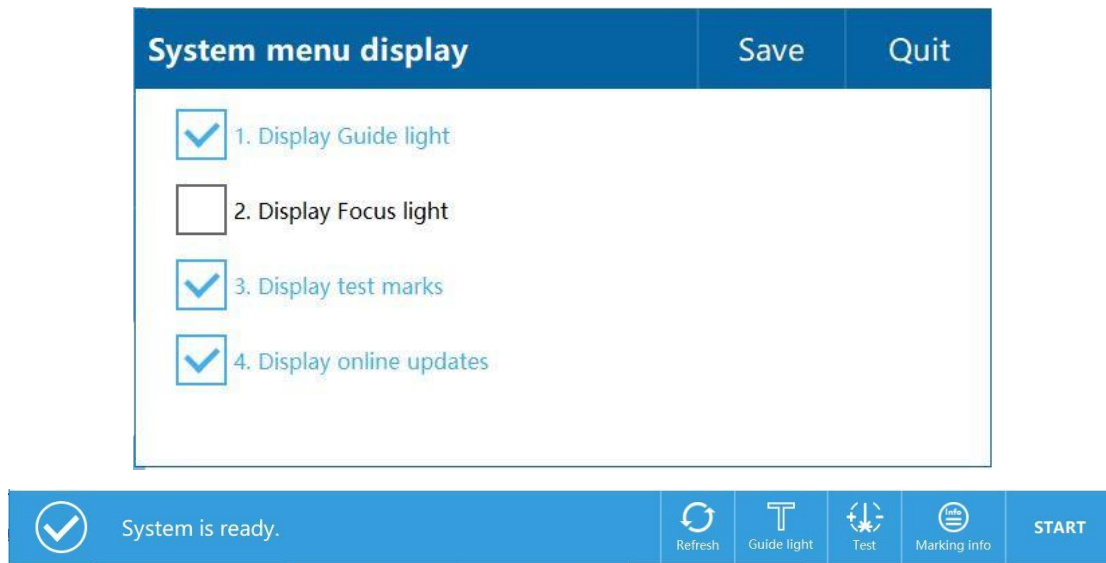 System menu display Save Quit
1. Display Guide light
2. Display Focus light
3. Display test marks
4. Display online updates
System is ready. START
Refresh Guide light Test Info Marking info